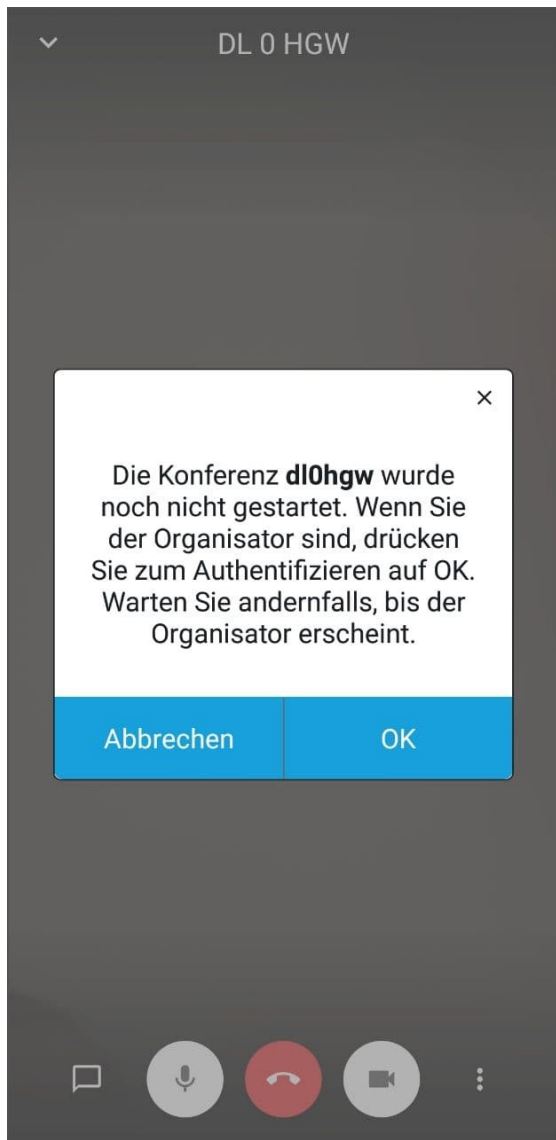 DL 0 HGW
Die Konferenz dl0hgw wurde
noch nicht gestartet. Wenn Sie
der Organisator sind, drücken
Sie zum Authentifizieren auf OK.
Warten Sie andernfalls, bis der
Organisator erscheint.
Abbrechen
OK